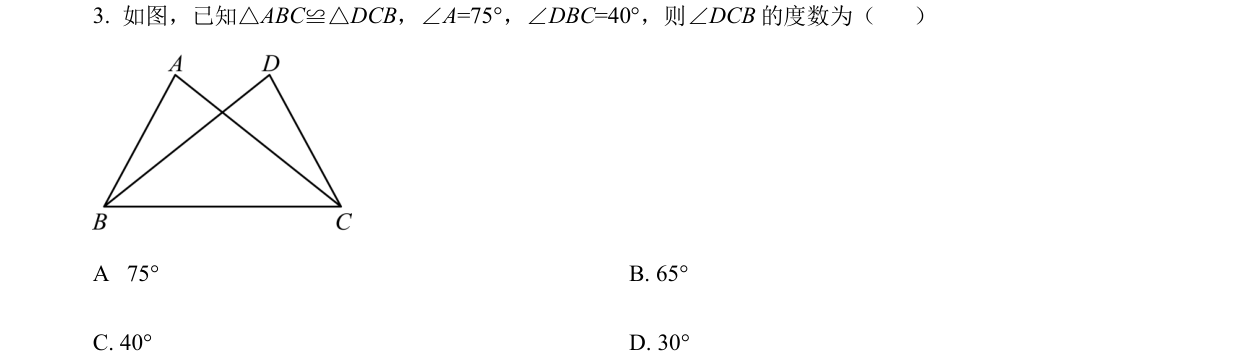 3. 如图，已知△ABC≌△DCB，∠A=75°，∠DBC=40°，则∠DCB 的度数为（　　）
A D
B C
A 75° B. 65°
C. 40° D. 30°